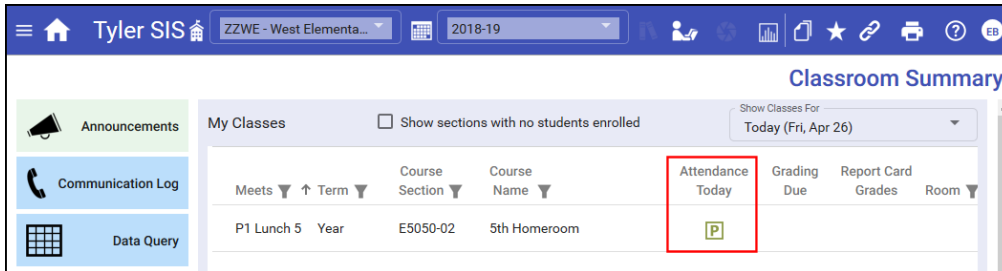 Tyler SIS
ZZWE - West Elementa...
2018-19
EB
Classroom Summary
Announcements
Communication Log
Data Query
My Classes
Show sections with no students enrolled
Show Classes For
Today (Fri, Apr 26)
Meets
Term
Course Section
Course Name
Attendance Today
Grading Due
Report Card Grades
Room
P1 Lunch 5
Year
E5050-02
5th Homeroom
P